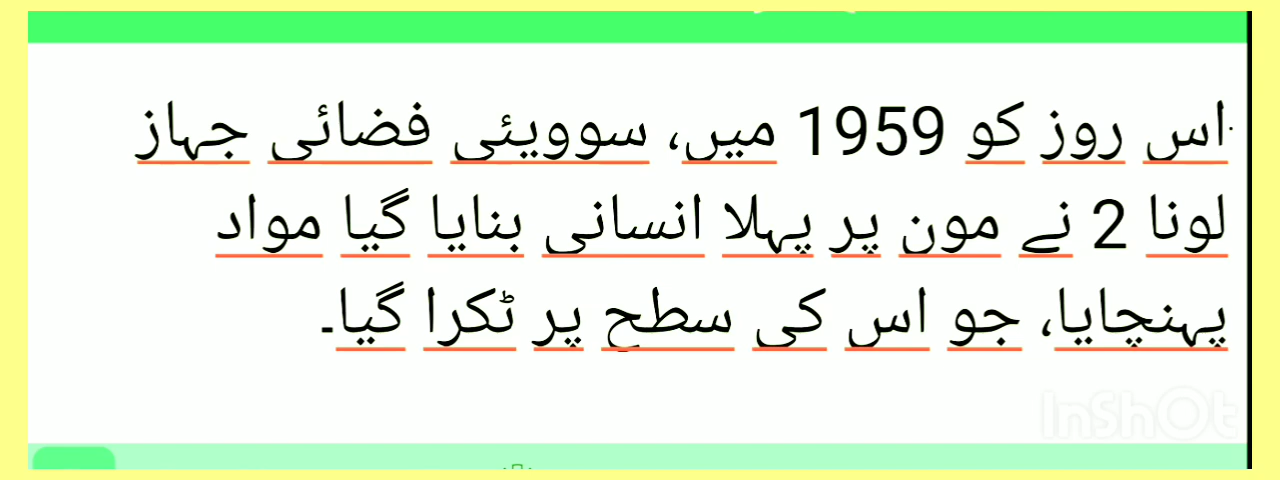 اس روز کو 1959 میں، سوویئی فضائی جہاز
لونا 2 نے مون پر پہلا انسانی بنایا گیا مواد
پہنچایا، جو اس کی سطح پر ٹکرا گیا۔
InShOt